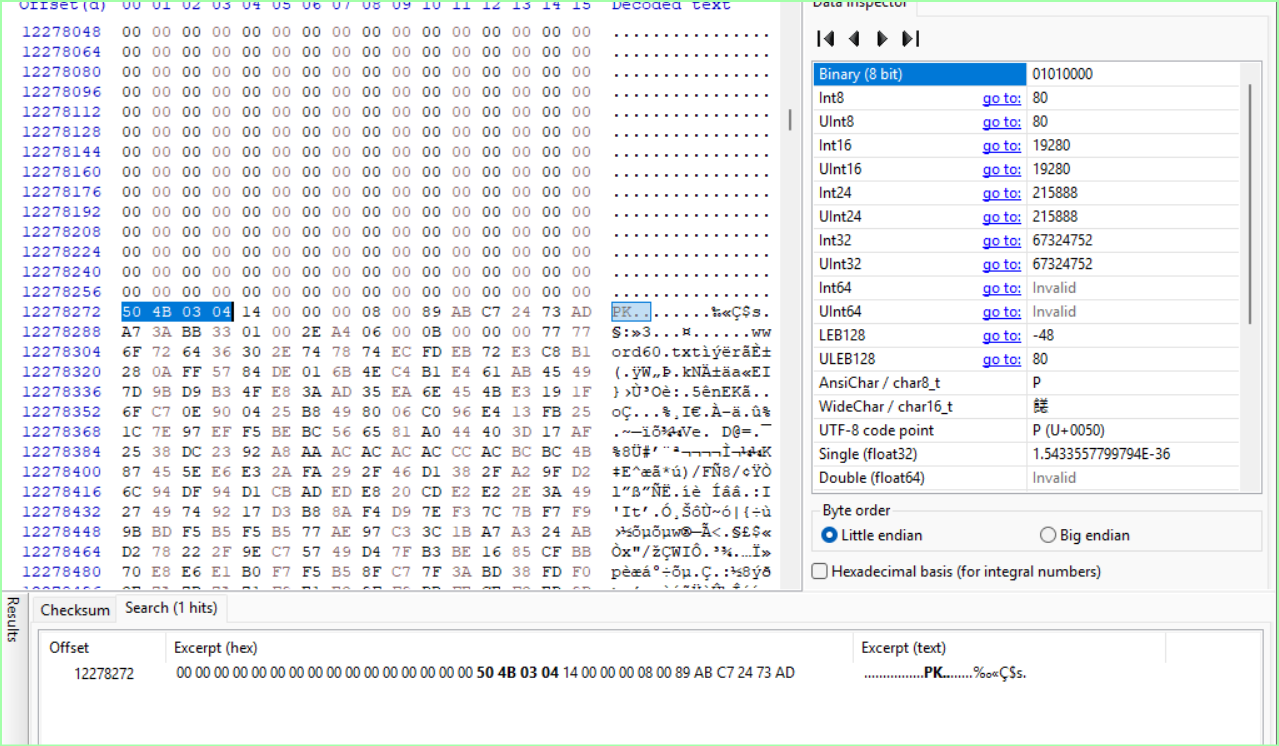 Offset(d) 00 01 02 03 04 05 06 07 08 09 10 11 12 13 14 15 Decoded text
12278048 00 00 00 00 00 00 00 00 00 00 00 00 00 00 00 00 ................
12278064 00 00 00 00 00 00 00 00 00 00 00 00 00 00 00 00 ................
12278080 00 00 00 00 00 00 00 00 00 00 00 00 00 00 00 00 ................
12278096 00 00 00 00 00 00 00 00 00 00 00 00 00 00 00 00 ................
12278112 00 00 00 00 00 00 00 00 00 00 00 00 00 00 00 00 ................
12278128 00 00 00 00 00 00 00 00 00 00 00 00 00 00 00 00 ................
12278144 00 00 00 00 00 00 00 00 00 00 00 00 00 00 00 00 ................
12278160 00 00 00 00 00 00 00 00 00 00 00 00 00 00 00 00 ................
12278176 00 00 00 00 00 00 00 00 00 00 00 00 00 00 00 00 ................
12278192 00 00 00 00 00 00 00 00 00 00 00 00 00 00 00 00 ................
12278208 00 00 00 00 00 00 00 00 00 00 00 00 00 00 00 00 ................
12278224 00 00 00 00 00 00 00 00 00 00 00 00 00 00 00 00 ................
12278240 00 00 00 00 00 00 00 00 00 00 00 00 00 00 00 00 ................
12278256 00 00 00 00 00 00 00 00 00 00 00 00 00 00 00 00 ................
12278272 50 4B 03 04 14 00 00 00 08 00 89 AB C7 24 73 AD PK........‰«Ç$s.
12278288 A7 3A BB 33 01 00 2E A4 06 00 0B 00 00 00 77 77 §:»3...¤......ww
12278304 6F 72 64 36 30 2E 74 78 74 EC FD EB 72 E3 C8 B1 ord60.txtìýërãÈ±
12278320 28 0A FF 57 84 DE 01 6B 4E C4 B1 E4 61 AB 45 49 (.ÿW„Þ.kNÄ±äa«EI
12278336 7D 9B D9 B3 4F E8 3A AD 35 EA 6E 45 4B E3 19 1F }›Ù³Oè:.5ênEKã..
12278352 6F C7 0E 90 04 25 B8 49 80 06 C0 96 E4 13 FB 25 oÇ...%¸I€.À–ä.û%
12278368 1C 7E 97 EF F5 BE BC 56 65 81 A0 44 40 3D 17 AF .~—ïõ¾¼Ve. D@=.¯
12278384 25 38 DC 23 92 A8 AA AC AC AC AC CC AC BC BC 4B %8Ü#’¨ª¬¬¬¬Ì¬¼¼K
12278400 87 45 5E E6 E3 2A FA 29 2F 46 D1 38 2F A2 9F D2 ‡E^æã*ú)/FÑ8/¢ŸÒ
12278416 6C 94 DF 94 D1 CB AD ED E8 20 CD E2 E2 2E 3A 49 l”ß”ÑË.íè Íââ.:I
12278432 27 49 74 92 17 D3 B8 8A F4 D9 7E F3 7C 7B F7 F9 'It’.Ó¸ŠôÙ~ó|{÷ù
12278448 9B BD F5 B5 F5 B5 77 AE 97 C3 3C 1B A7 A3 24 AB ›½õµõµw®—Ã<.§£$«
12278464 D2 78 22 2F 9E C7 57 49 D4 7F B3 BE 16 85 CF BB Òx"/žÇWIÔ.³¾.…Ï»
12278480 70 E8 E6 E1 B0 F7 F5 B5 8F C7 7F 3A BD 38 FD F0 pèæá°÷õµ.Ç.:½8ýð
Data inspector
Binary (8 bit) 01010000
Int8 go to: 80
UInt8 go to: 80
Int16 go to: 19280
UInt16 go to: 19280
Int24 go to: 215888
UInt24 go to: 215888
Int32 go to: 67324752
UInt32 go to: 67324752
Int64 go to: Invalid
UInt64 go to: Invalid
LEB128 go to: -48
ULEB128 go to: 80
AnsiChar / char8_t P
WideChar / char16_t 䭐
UTF-8 code point P (U+0050)
Single (float32) 1.5433557799794E-36
Double (float64) Invalid
Byte order
Little endian Big endian
Hexadecimal basis (for integral numbers)
Results
Checksum Search (1 hits)
Offset Excerpt (hex) Excerpt (text)
12278272 00 00 00 00 00 00 00 00 00 00 00 00 00 00 00 00 50 4B 03 04 14 00 00 00 08 00 89 AB C7 24 73 AD ................PK........‰«Ç$s.